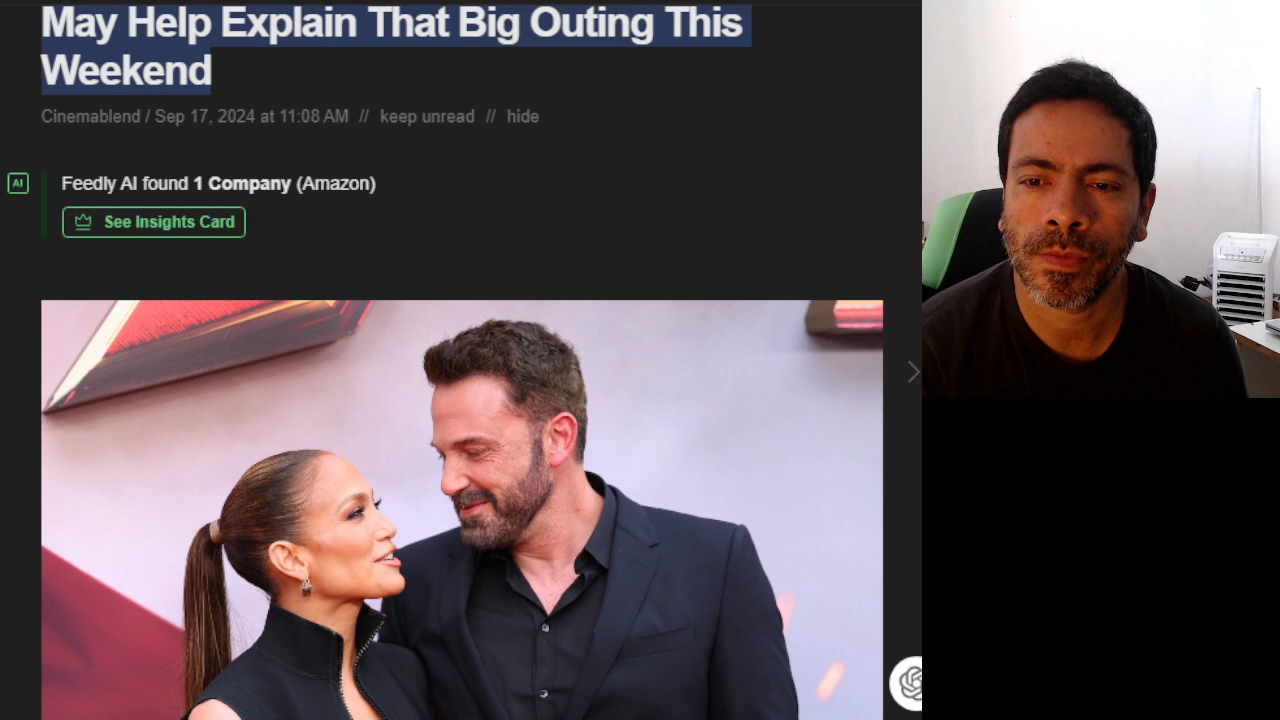 May Help Explain That Big Outing This
Weekend
Cinemablend / Sep 17, 2024 at 11:08 AM // keep unread // hide
AI
Feedly AI found 1 Company (Amazon)
See Insights Card